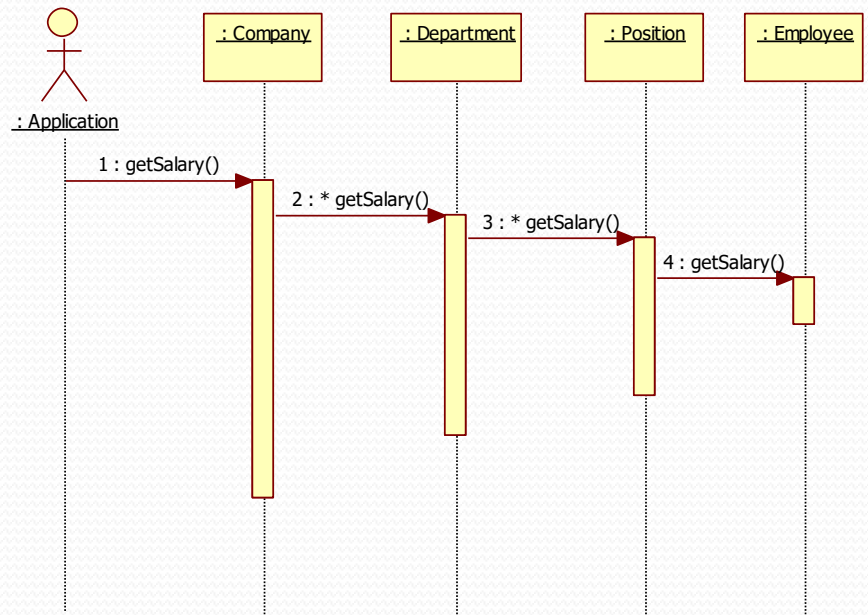 : Company
: Department
: Position
: Employee
: Application
1 : getSalary()
2 : * getSalary()
3 : * getSalary()
4 : getSalary()